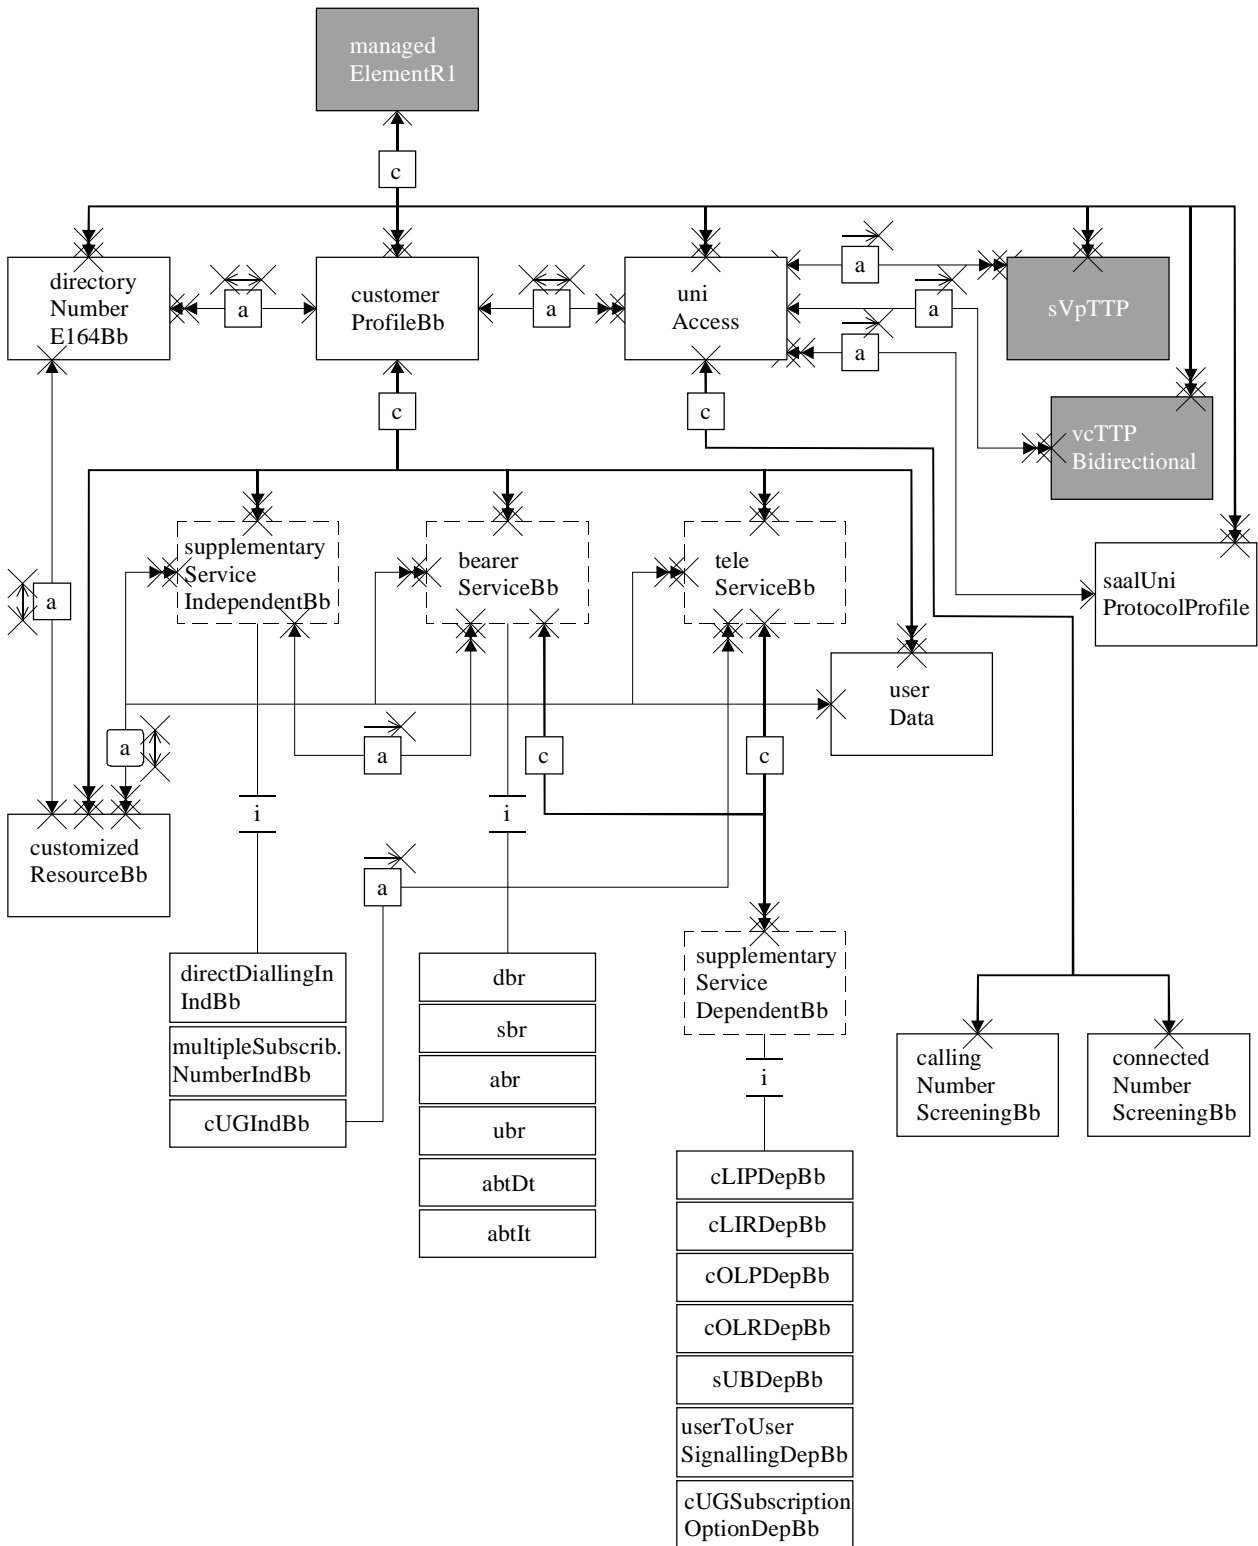 managed
ElementR1
c
directory
Number
E164Bb
a
customer
ProfileBb
a
uni
Access
a
a
a
sVpTTP
c
c
vcTTP
Bidirectional
supplementary
Service
IndependentBb
bearer
ServiceBb
tele
ServiceBb
saalUni
ProtocolProfile
a
user
Data
a
a
c
c
i
i
customized
ResourceBb
a
supplementary
Service
DependentBb
directDiallingIn
IndBb
multipleSubscrib.
NumberIndBb
cUGIndBb
dbr
sbr
abr
ubr
abtDt
abtIt
i
calling
Number
ScreeningBb
connected
Number
ScreeningBb
cLIPDepBb
cLIRDepBb
cOLPDepBb
cOLRDepBb
sUBDepBb
userToUser
SignallingDepBb
cUGSubscription
OptionDepBb